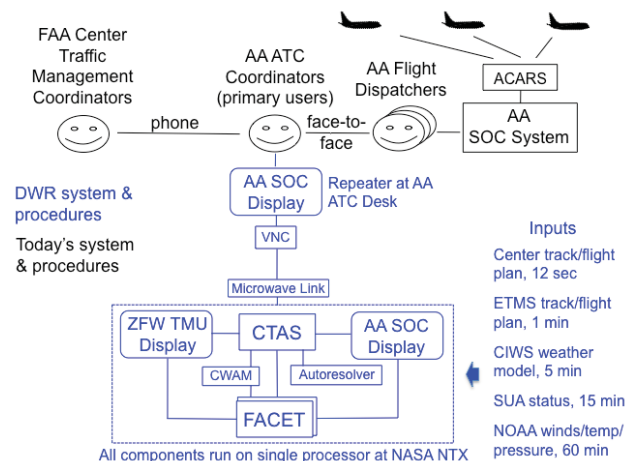 FAA Center
Traffic
Management
Coordinators
AA ATC
Coordinators
(primary users)
AA Flight
Dispatchers
ACARS
AA
SOC System
phone
face-to-
face
DWR system &
procedures
Today's system
& procedures
AA SOC
Display
Repeater at AA
ATC Desk
VNC
Microwave Link
ZFW TMU
Display
CTAS
AA SOC
Display
CWAM
Autoresolver
FACET
All components run on single processor at NASA NTX
Inputs
Center track/flight
plan, 12 sec
ETMS track/flight
plan, 1 min
CIWS weather
model, 5 min
SUA status, 15 min
NOAA winds/temp/
pressure, 60 min